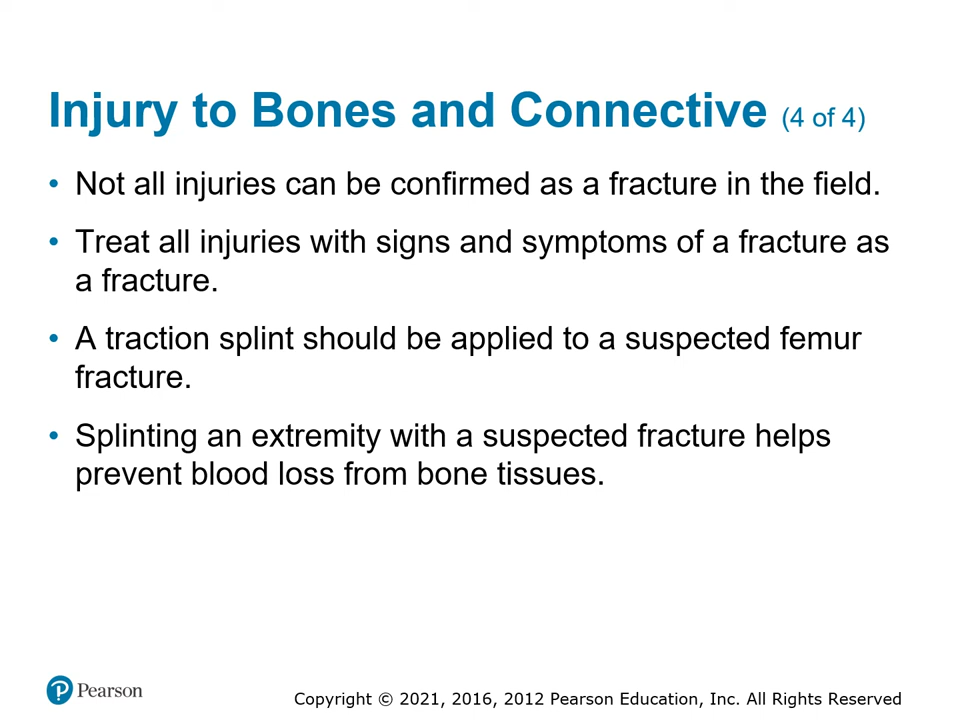 Injury to Bones and Connective (4 of 4)
• Not all injuries can be confirmed as a fracture in the field.
• Treat all injuries with signs and symptoms of a fracture as
a fracture.
• A traction splint should be applied to a suspected femur
fracture.
• Splinting an extremity with a suspected fracture helps
prevent blood loss from bone tissues.
Pearson
Copyright © 2021, 2016, 2012 Pearson Education, Inc. All Rights Reserved